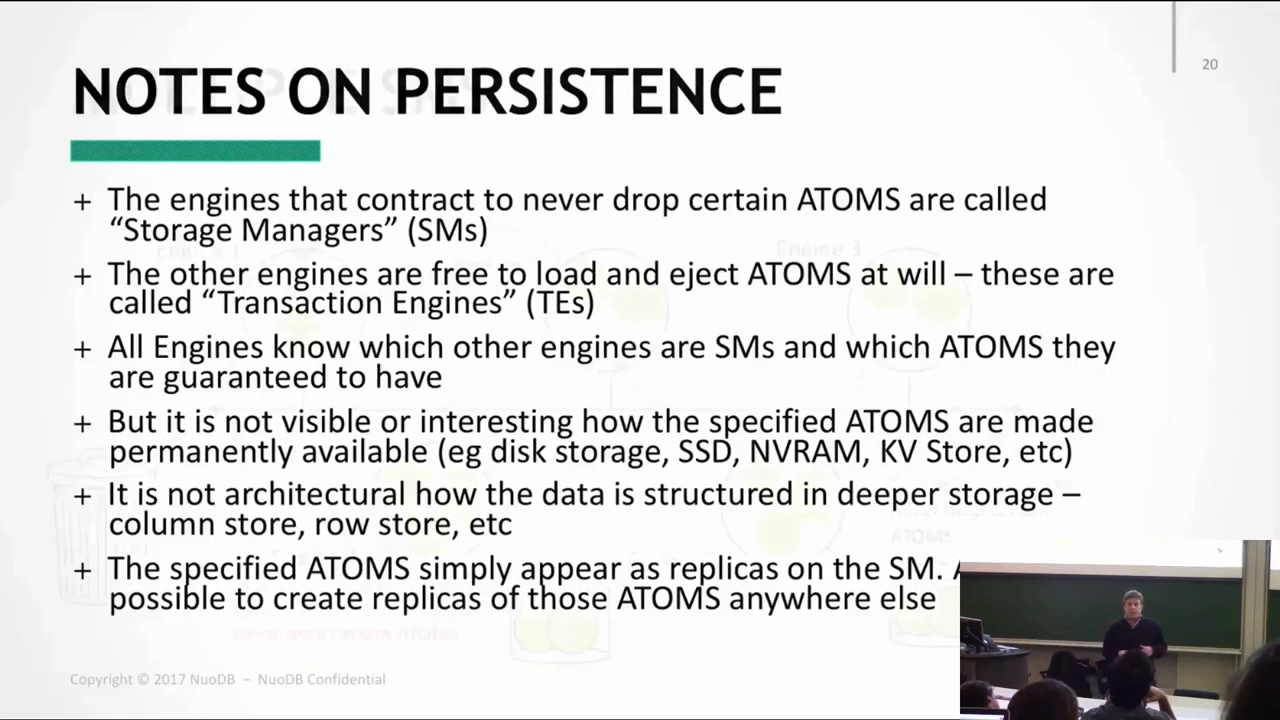 20
NOTES ON PERSISTENCE
+ The engines that contract to never drop certain ATOMS are called
“Storage Managers” (SMs)
+ The other engines are free to load and eject ATOMS at will – these are
called “Transaction Engines” (TEs)
+ All Engines know which other engines are SMs and which ATOMS they
are guaranteed to have
+ But it is not visible or interesting how the specified ATOMS are made
permanently available (eg disk storage, SSD, NVRAM, KV Store, etc)
+ It is not architectural how the data is structured in deeper storage –
column store, row store, etc
+ The specified ATOMS simply appear as replicas on the SM.
possible to create replicas of those ATOMS anywhere else
Engine 3
ATOMS
Copyright © 2017 NuoDB – NuoDB Confidential